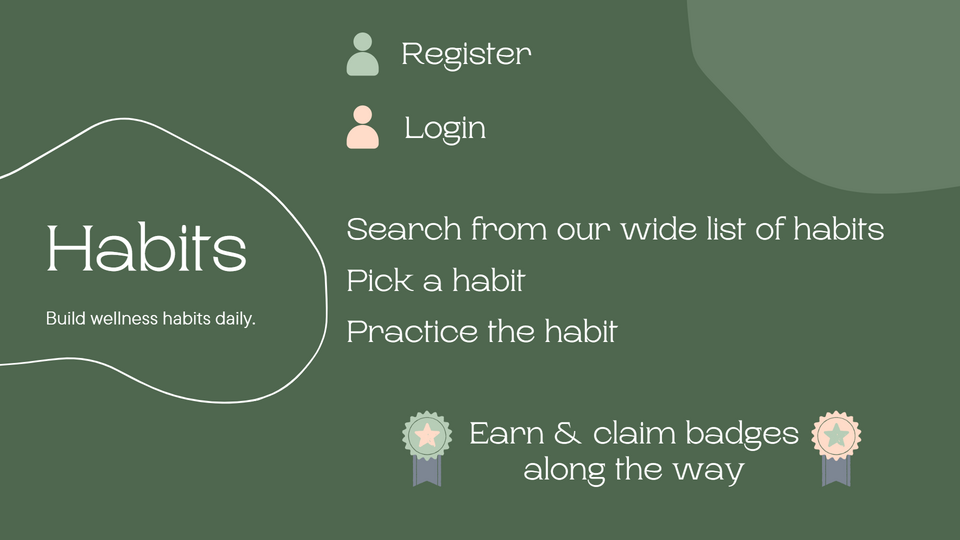 Register
Login
Habits
Build wellness habits daily.
Search from our wide list of habits
Pick a habit
Practice the habit
Earn & claim badges
along the way